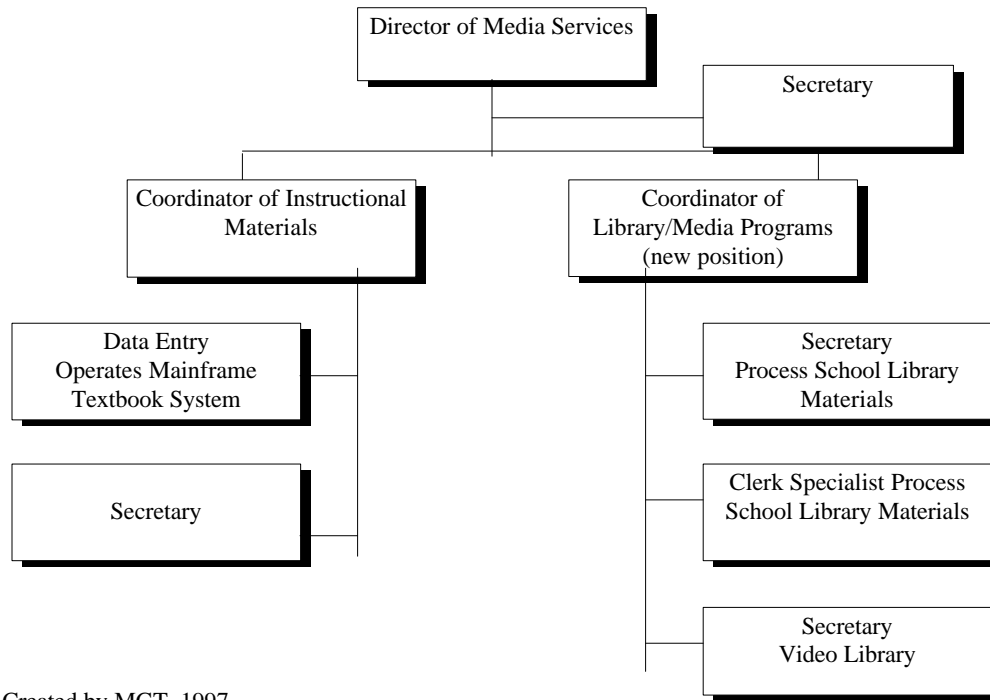 Director of Media Services
Secretary
Coordinator of Instructional
Materials
Coordinator of
Library/Media Programs
(new position)
Data Entry
Operates Mainframe
Textbook System
Secretary
Process School Library
Materials
Secretary
Clerk Specialist Process
School Library Materials
Secretary
Video Library
Created by MGT, 1997